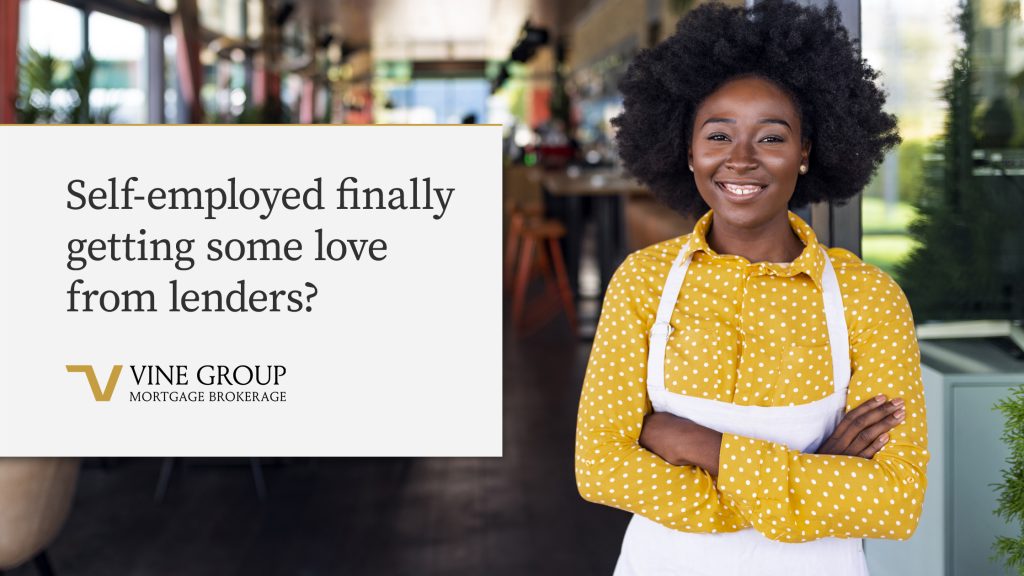 Self-employed finally
getting some love
from lenders?
VINE GROUP
MORTGAGE BROKERAGE